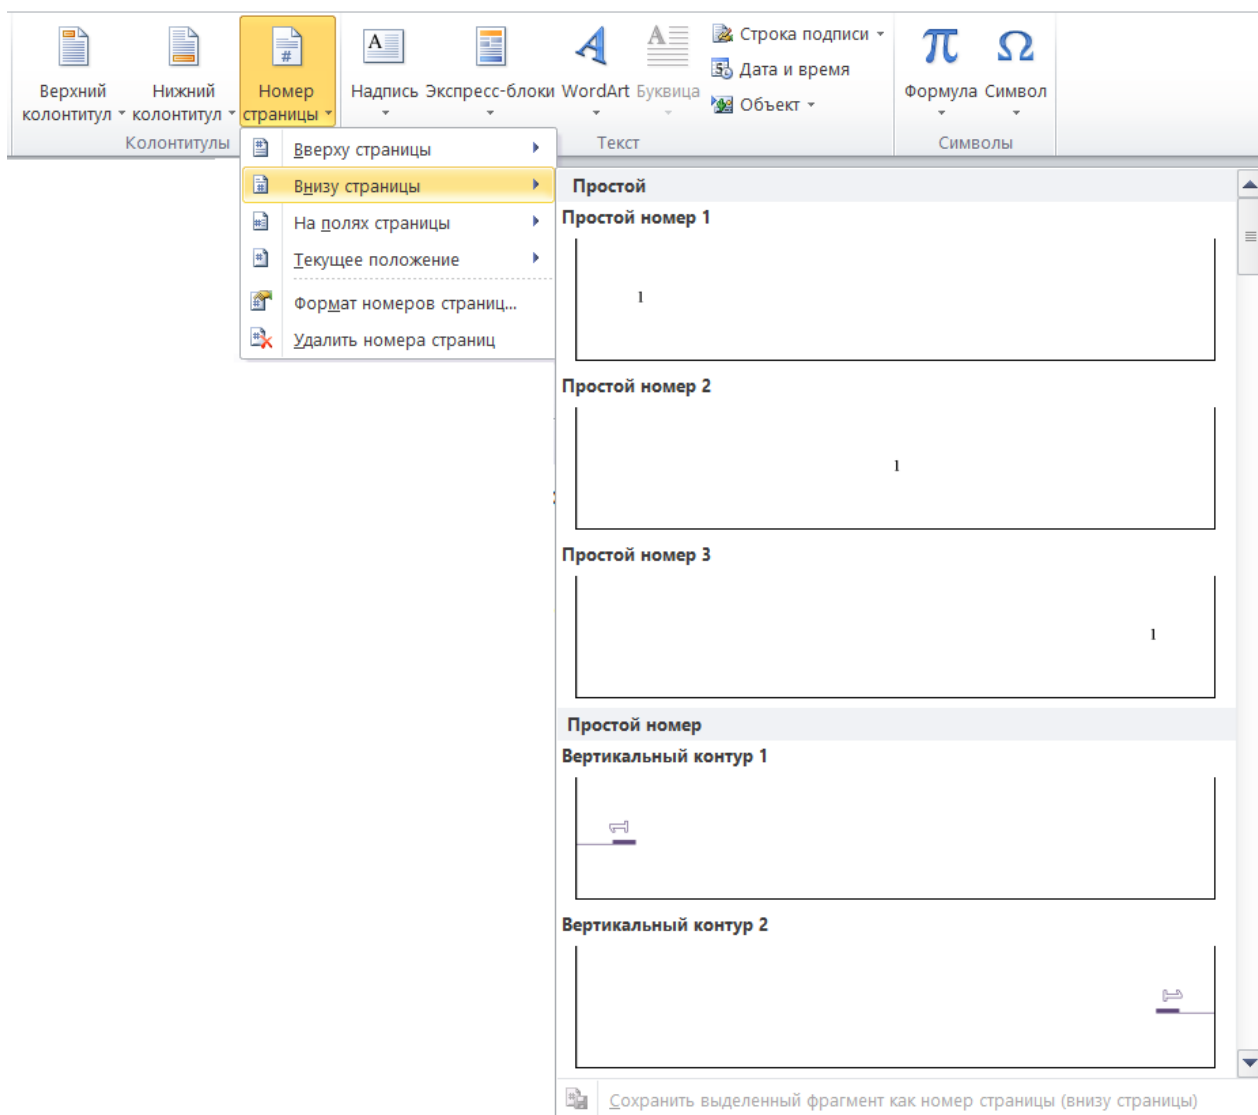 Верхний колонтитул
Нижний колонтитул
Номер страницы
A
Надпись
Экспресс-блоки
WordArt
Буквица
Строка подписи
Дата и время
Объект
π
Формула
Ω
Символ
Колонтитулы
Текст
Символы
Вверху страницы
Внизу страницы
На полях страницы
Текущее положение
Формат номеров страниц...
Удалить номера страниц
Простой
Простой номер 1
1
Простой номер 2
1
Простой номер 3
1
Простой номер
Вертикальный контур 1
1
Вертикальный контур 2
1
Сохранить выделенный фрагмент как номер страницы (внизу страницы)